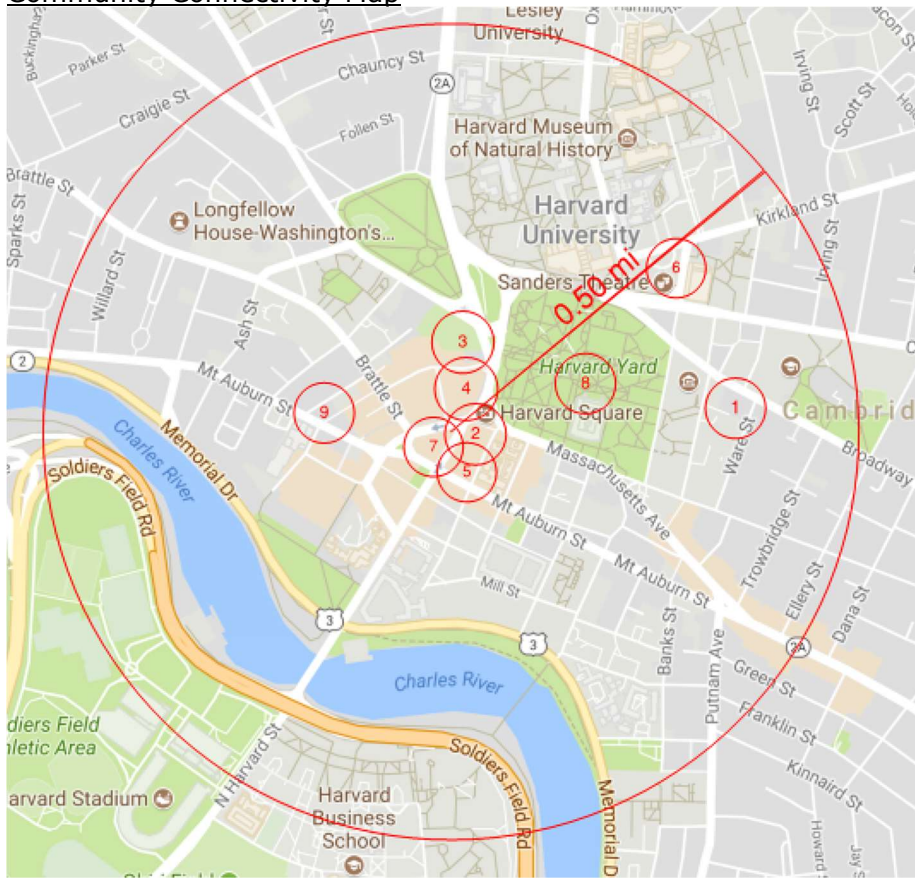 Community Connectivity Map
Lesley
University
Buckingham
Parker St
Chauncy St
Craigie St
Follen St
2A
Irving St
Scott St
Harvard Museum
of Natural History
Brattle St
Sparks St
Willard St
Longfellow
House-Washington's...
Harvard
University
Kirkland St
Irving St
Sanders Theatre
6
0.50 mi
Ash St
3
Brattle St
Harvard Yard
2
Mt Auburn St
4
8
9
Harvard Square
1
Cambrid
7
2
5
Ware St
Broadway
Charles River
Memorial Dr
Soldiers Field Rd
Massachusetts Ave
Mt Auburn St
Trowbridge St
Mt Auburn St
Mill St
Ellery St
Dana St
3
3
Banks St
2A
Putnam Ave
Green St
Charles River
Franklin St
Kinnaird St
diers Field
hletic Area
N Harvard St
Soldiers Field Rd
arvard Stadium
Harvard
Business
School
Memorial D
Howard S